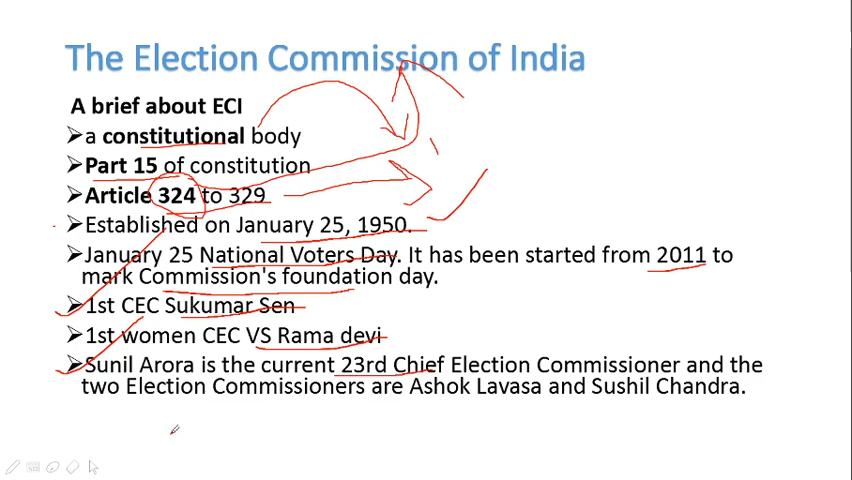 The Election Commission of India
A brief about ECI
➢a constitutional body
➢Part 15 of constitution
➢Article 324 to 329
➢Established on January 25, 1950.
➢January 25 National Voters Day. It has been started from 2011 to
mark Commission's foundation day.
➢1st CEC Sukumar Sen
➢1st women CEC VS Rama devi
➢Sunil Arora is the current 23rd Chief Election Commissioner and the
two Election Commissioners are Ashok Lavasa and Sushil Chandra.